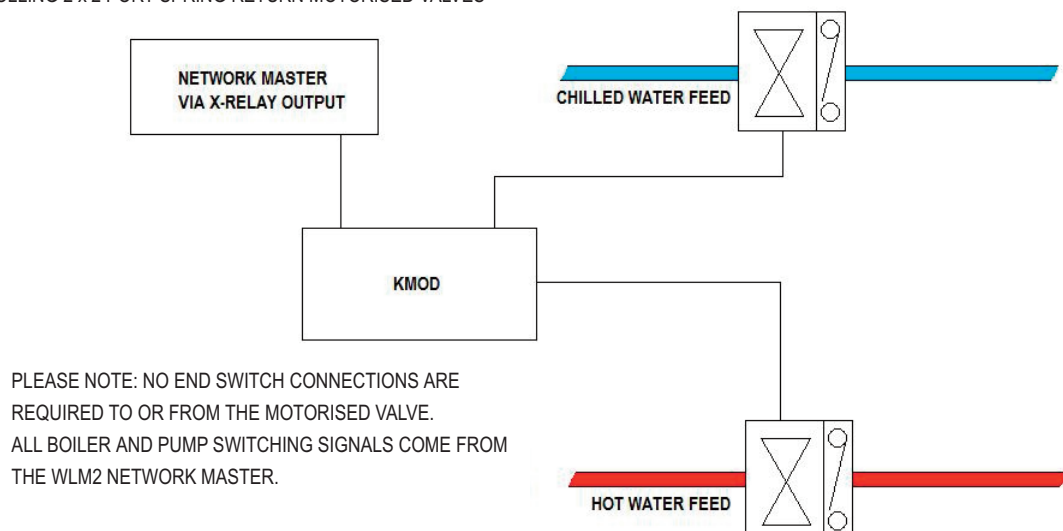 NETWORK MASTER
VIA X-RELAY OUTPUT
CHILLED WATER FEED
KMOD
PLEASE NOTE: NO END SWITCH CONNECTIONS ARE
REQUIRED TO OR FROM THE MOTORISED VALVE.
ALL BOILER AND PUMP SWITCHING SIGNALS COME FROM
THE WLM2 NETWORK MASTER.
HOT WATER FEED